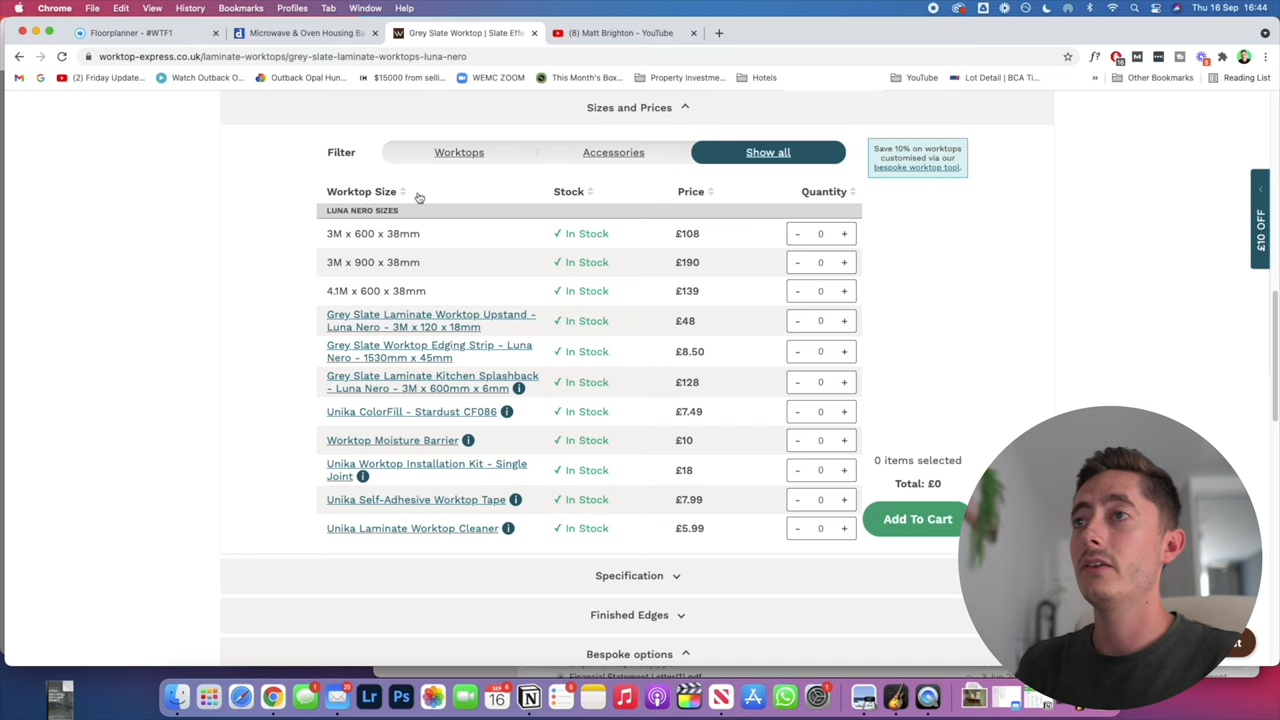 Chrome File Edit View History Bookmarks Profiles Tab Window Help Thu 16 Sep 16:44
Floorplanner - #WTF1 Microwave & Oven Housing Ba Grey Slate Worktop | Slate Effe (8) Matt Brighton - YouTube
worktop-express.co.uk/laminate-worktops/grey-slate-laminate-worktops-luna-nero
(2) Friday Update... Watch Outback O... Outback Opal Hun... $15000 from selli... WEMC ZOOM This Month's Box... Property Investme... Hotels YouTube Lot Detail | BCA Ti... Other Bookmarks Reading List
Sizes and Prices
Filter Worktops Accessories Show all
Save 10% on worktops
customised via our
bespoke worktop tool.
Worktop Size Stock Price Quantity
LUNA NERO SIZES
3M x 600 x 38mm ✓ In Stock £108 - 0 +
3M x 900 x 38mm ✓ In Stock £190 - 0 +
4.1M x 600 x 38mm ✓ In Stock £139 - 0 +
Grey Slate Laminate Worktop Upstand -
Luna Nero - 3M x 120 x 18mm ✓ In Stock £48 - 0 +
Grey Slate Worktop Edging Strip - Luna
Nero - 1530mm x 45mm ✓ In Stock £8.50 - 0 +
Grey Slate Laminate Kitchen Splashback
- Luna Nero - 3M x 600mm x 6mm ✓ In Stock £128 - 0 +
Unika ColorFill - Stardust CF086 ✓ In Stock £7.49 - 0 +
Worktop Moisture Barrier ✓ In Stock £10 - 0 +
Unika Worktop Installation Kit - Single
Joint ✓ In Stock £18 - 0 +
Unika Self-Adhesive Worktop Tape ✓ In Stock £7.99 - 0 +
Unika Laminate Worktop Cleaner ✓ In Stock £5.99 - 0 +
0 items selected
Total: £0
Add To Cart
£10 OFF
Specification
Finished Edges
Bespoke options